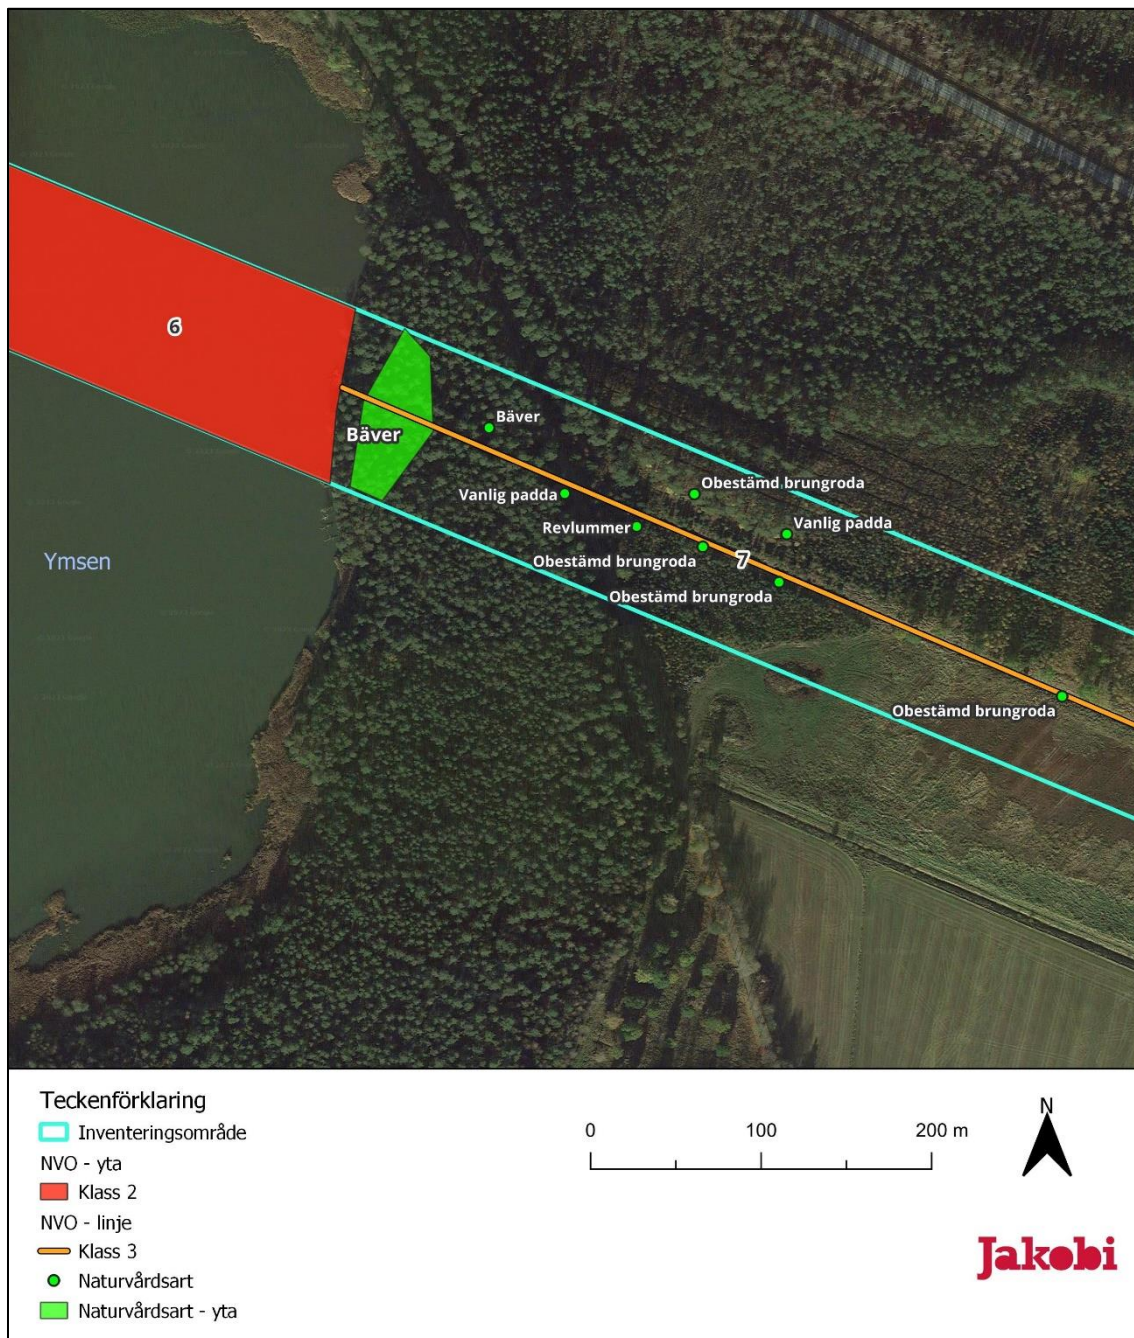 6
Bäver
Bäver
Vanlig padda
Obestämd brungroda
Revlummer
Vanlig padda
Obestämd brungroda
7
Obestämd brungroda
Ymsen
Obestämd brungroda
Teckenförklaring
Inventeringsområde
NVO - yta
Klass 2
NVO - linje
Klass 3
Naturvårdsart
Naturvårdsart - yta
0 100 200 m
N
Jakobi